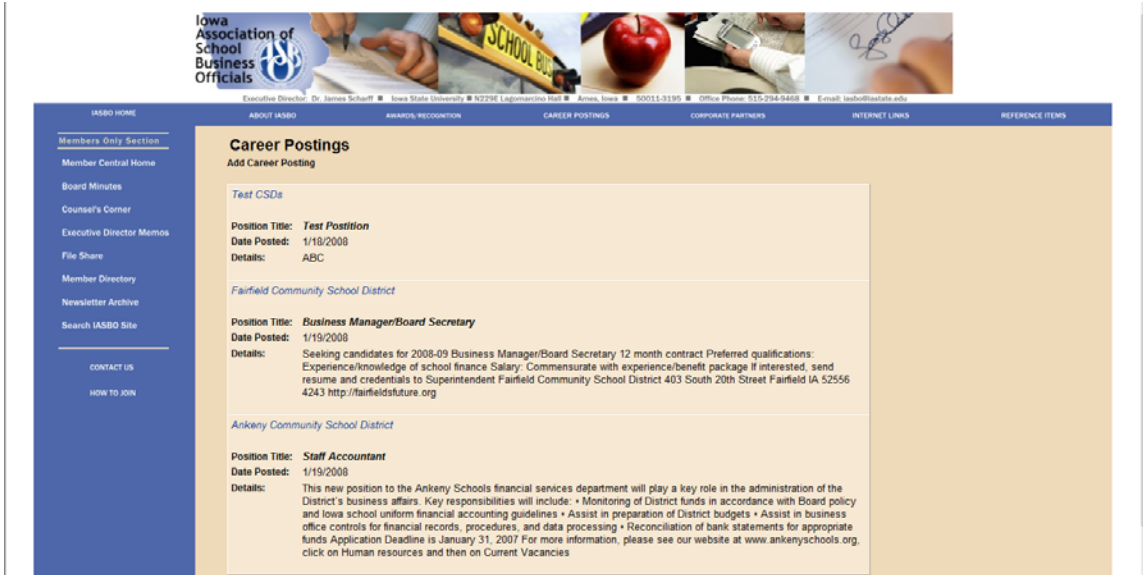 Iowa
Association of
School
Business
Officials
SCHOOL BUS
Executive Director: Dr. James Scharff ■ Iowa State University ■ N229E Lagomarcino Hall ■ Ames, Iowa ■ 50011-3195 ■ Office Phone: 515-294-9468 ■ E-mail: iasbo@iastate.edu
IASBO HOME
ABOUT IASBO
AWARDS/RECOGNITION
CAREER POSTINGS
CORPORATE PARTNERS
INTERNET LINKS
REFERENCE ITEMS
Members Only Section
Member Central Home
Board Minutes
Counsel's Corner
Executive Director Memos
File Share
Member Directory
Newsletter Archive
Search IASBO Site
CONTACT US
HOW TO JOIN
Career Postings
Add Career Posting
Test CSDs
Position Title: Test Postition
Date Posted: 1/18/2008
Details: ABC
Fairfield Community School District
Position Title: Business Manager/Board Secretary
Date Posted: 1/19/2008
Details: Seeking candidates for 2008-09 Business Manager/Board Secretary 12 month contract Preferred qualifications:
Experience/knowledge of school finance Salary: Commensurate with experience/benefit package If interested, send
resume and credentials to Superintendent Fairfield Community School District 403 South 20th Street Fairfield IA 52556
4243 http://fairfieldsfuture.org
Ankeny Community School District
Position Title: Staff Accountant
Date Posted: 1/19/2008
Details: This new position to the Ankeny Schools financial services department will play a key role in the administration of the
District's business affairs. Key responsibilities will include: • Monitoring of District funds in accordance with Board policy
and Iowa school uniform financial accounting guidelines • Assist in preparation of District budgets • Assist in business
office controls for financial records, procedures, and data processing • Reconciliation of bank statements for appropriate
funds Application Deadline is January 31, 2007 For more information, please see our website at www.ankenyschools.org,
click on Human resources and then on Current Vacancies